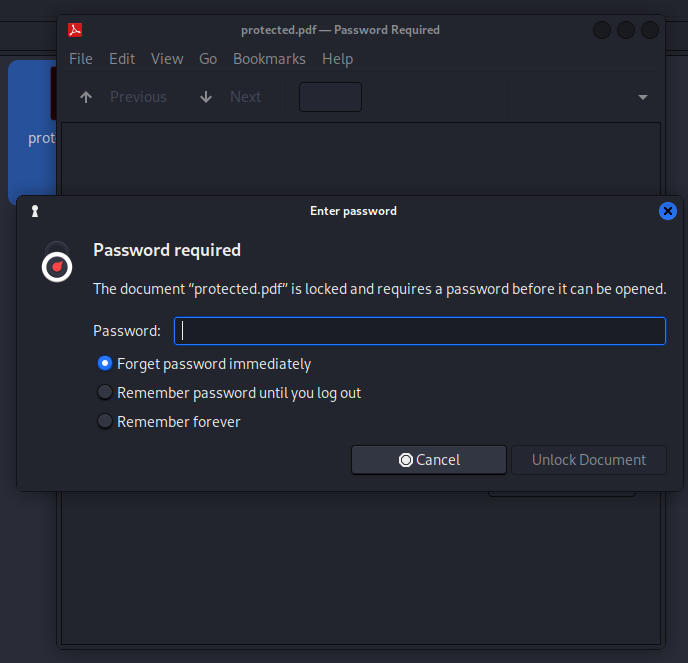 protected.pdf — Password Required
File Edit View Go Bookmarks Help
Previous Next
prot
Enter password
Password required
The document “protected.pdf” is locked and requires a password before it can be opened.
Password:
Forget password immediately
Remember password until you log out
Remember forever
Cancel Unlock Document